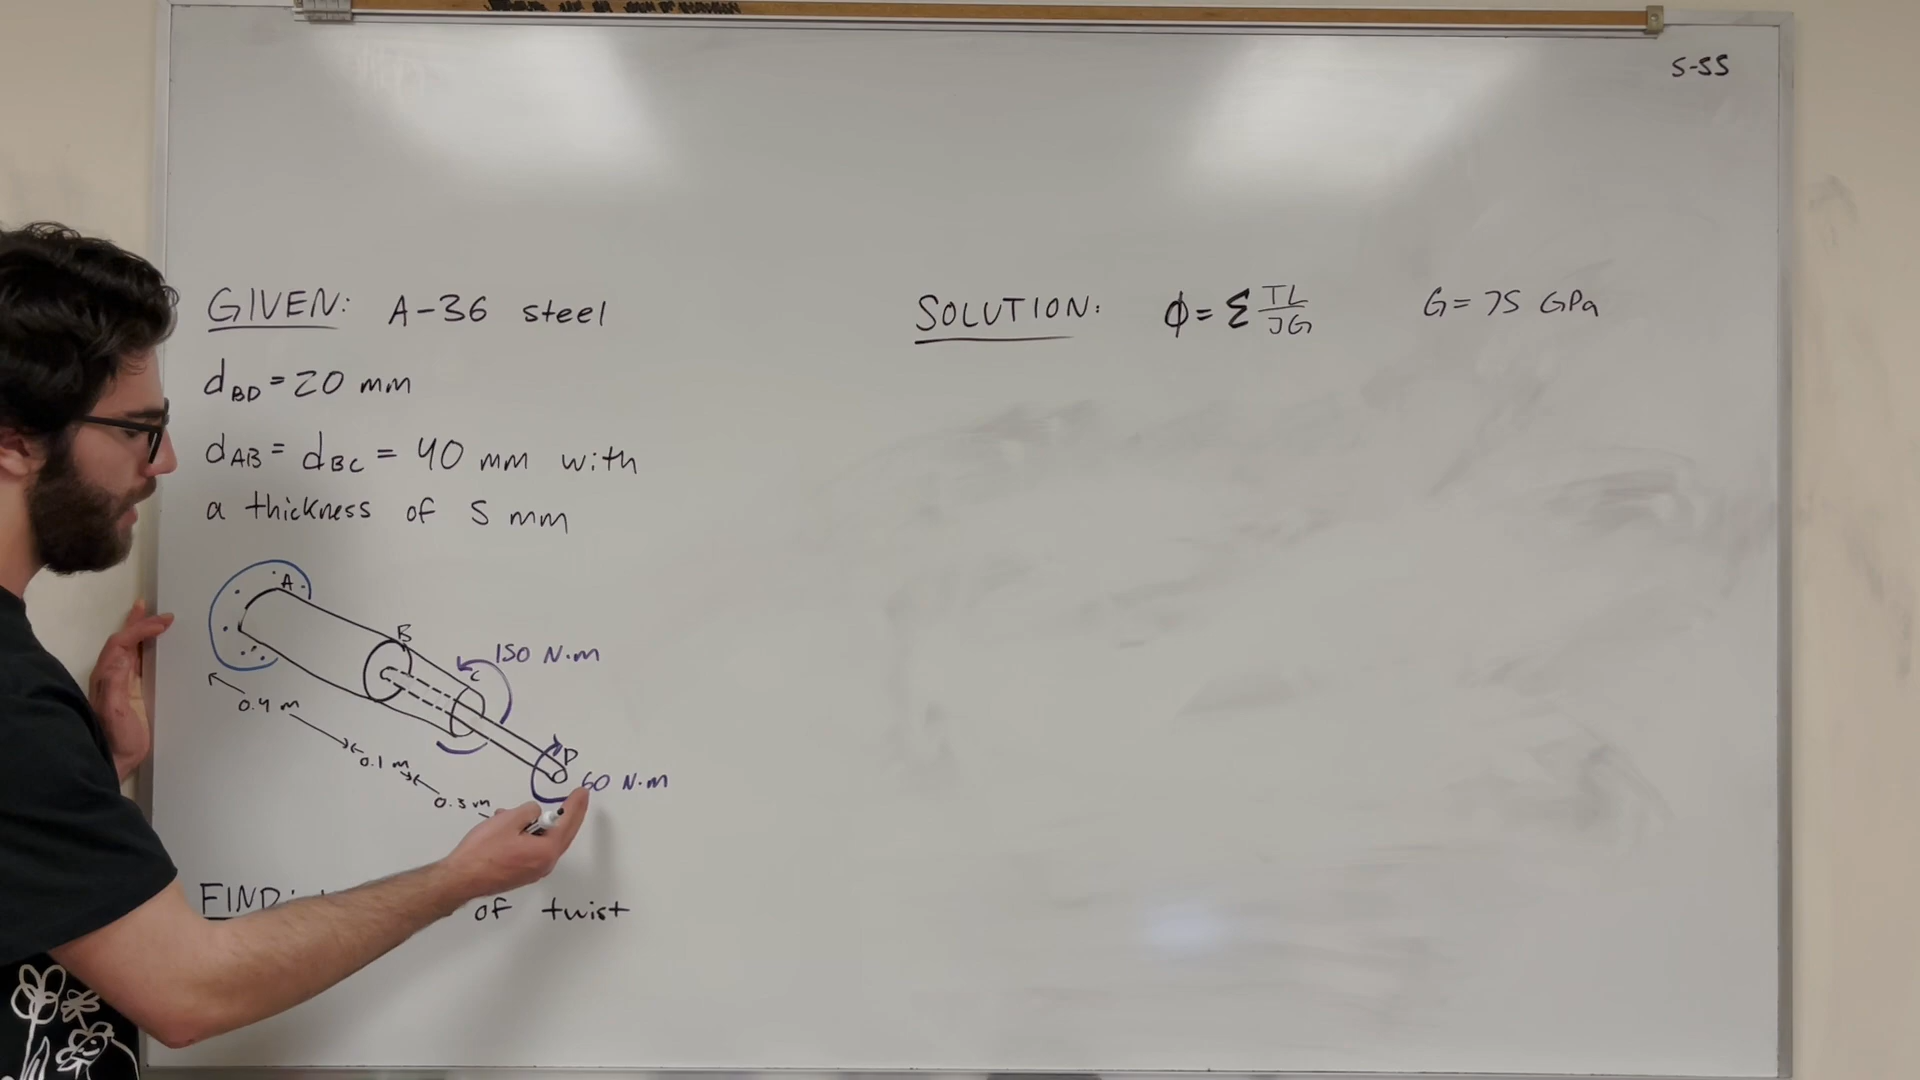 S-55
GIVEN: A-36 steel
d_BD = 20 mm
d_AB = d_BC = 40 mm with
a thickness of 5 mm
A
B
C
D
150 N·m
60 N·m
0.4 m
0.1 m
0.3 m
FIND: of twist
SOLUTION: ϕ = Σ TL/JG G = 75 GPa